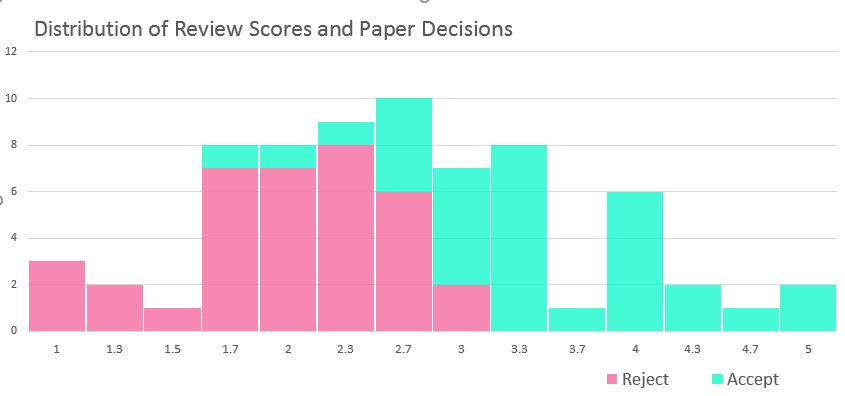 Distribution of Review Scores and Paper Decisions
12
10
8
6
4
2
0
1 1.3 1.5 1.7 2 2.3 2.7 3 3.3 3.7 4 4.3 4.7 5
Reject Accept